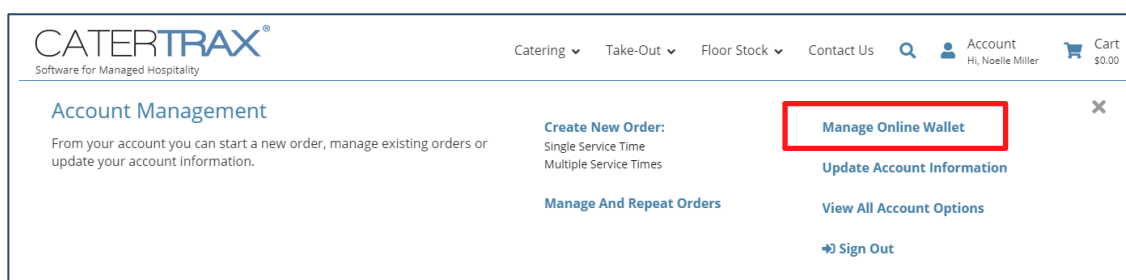 CATERTRAX®
Software for Managed Hospitality
Catering Take-Out Floor Stock Contact Us Account Cart
Hi, Noelle Miller $0.00
Account Management
From your account you can start a new order, manage existing orders or
update your account information.
Create New Order:
Single Service Time
Multiple Service Times
Manage And Repeat Orders
Manage Online Wallet
Update Account Information
View All Account Options
Sign Out